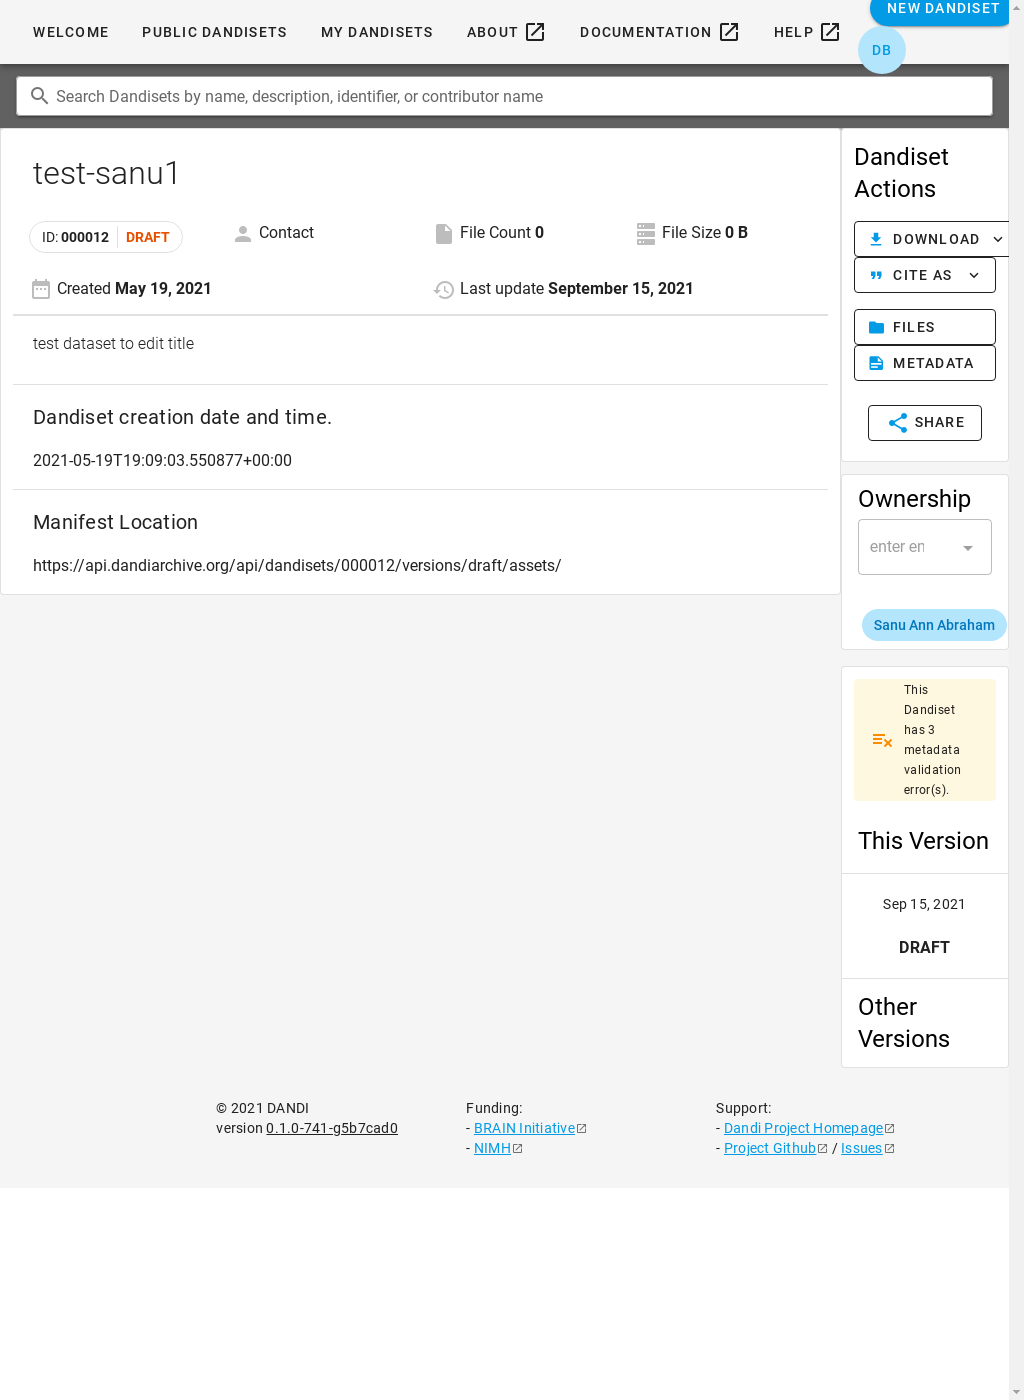 WELCOME PUBLIC DANDISETS MY DANDISETS ABOUT DOCUMENTATION HELP NEW DANDISET
DB
Search Dandisets by name, description, identifier, or contributor name
test-sanu1
ID: 000012 DRAFT Contact File Count 0 File Size 0 B
Created May 19, 2021 Last update September 15, 2021
test dataset to edit title
Dandiset creation date and time.
2021-05-19T19:09:03.550877+00:00
Manifest Location
https://api.dandiarchive.org/api/dandisets/000012/versions/draft/assets/
Dandiset
Actions
DOWNLOAD
CITE AS
FILES
METADATA
SHARE
Ownership
enter en
Sanu Ann Abraham
This
Dandiset
has 3
metadata
validation
error(s).
This Version
Sep 15, 2021
DRAFT
Other
Versions
© 2021 DANDI
version 0.1.0-741-g5b7cad0
Funding:
- BRAIN Initiative
- NIMH
Support:
- Dandi Project Homepage
- Project Github / Issues